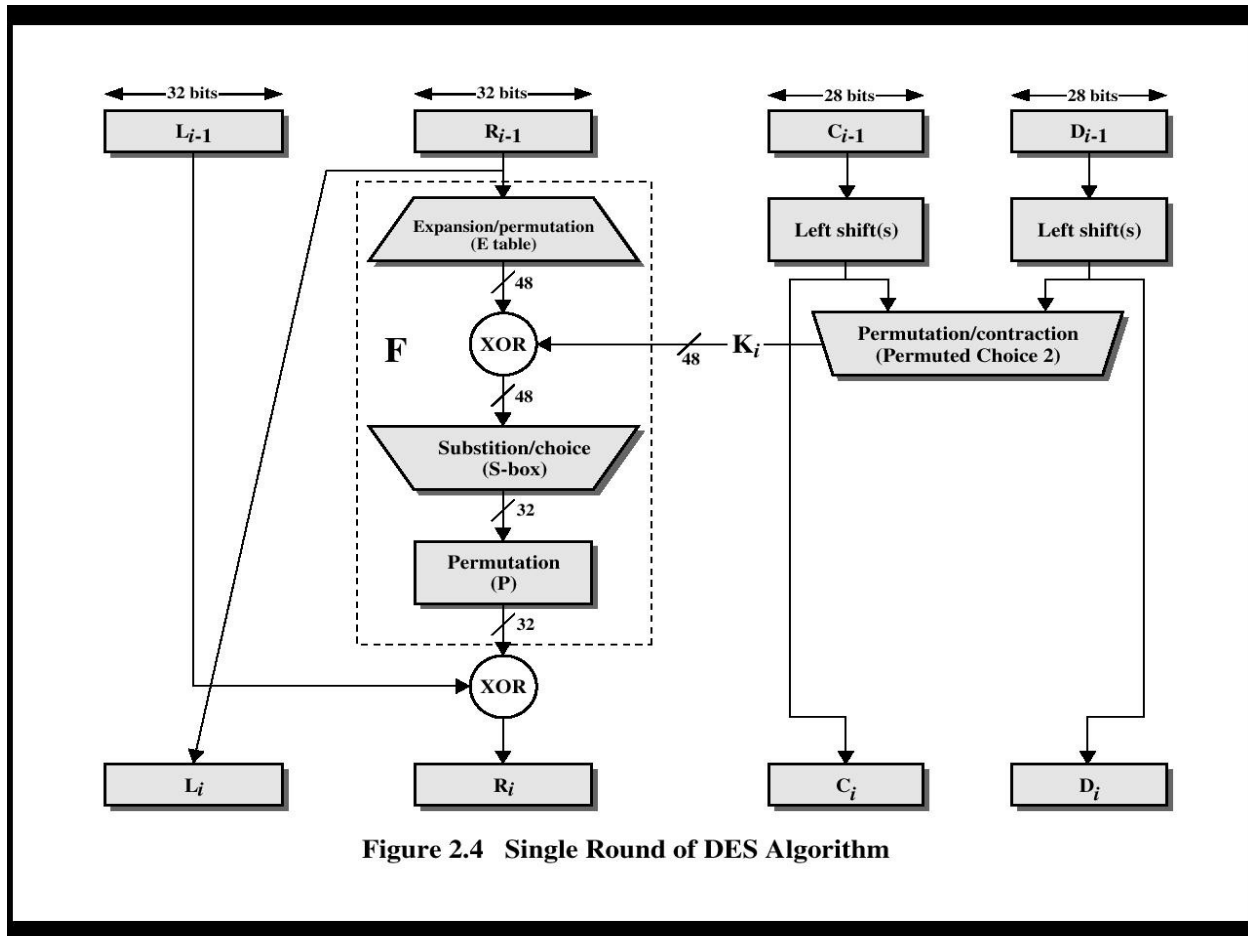 32 bits
32 bits
28 bits
28 bits
Li-1
Ri-1
Ci-1
Di-1
Expansion/permutation
(E table)
Left shift(s)
Left shift(s)
48
F
XOR
48
Ki
Permutation/contraction
(Permuted Choice 2)
48
Substition/choice
(S-box)
32
Permutation
(P)
32
XOR
Li
Ri
Ci
Di
Figure 2.4 Single Round of DES Algorithm